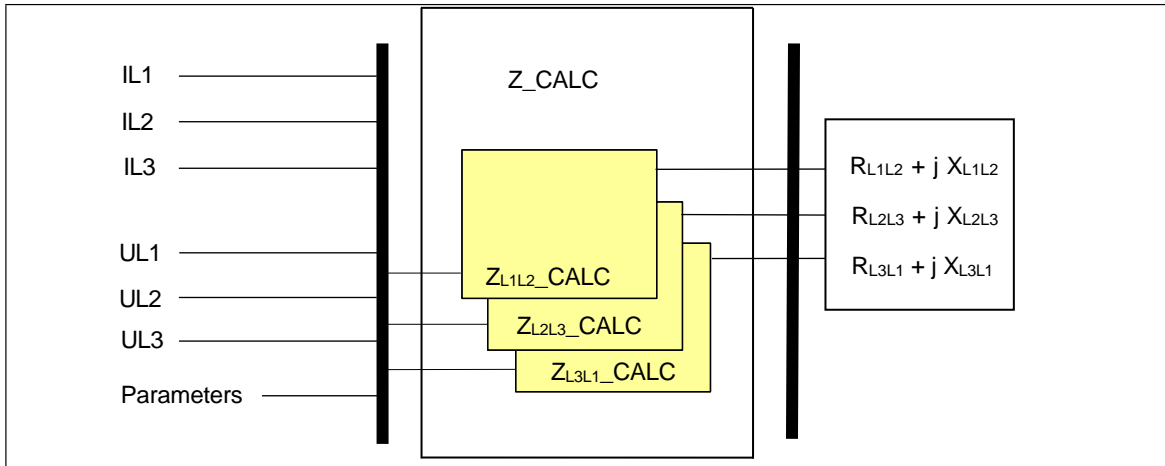 IL1
IL2
IL3
UL1
UL2
UL3
Parameters
Z_CALC
ZL1L2_CALC
ZL2L3_CALC
ZL3L1_CALC
RL1L2 + j XL1L2
RL2L3 + j XL2L3
RL3L1 + j XL3L1